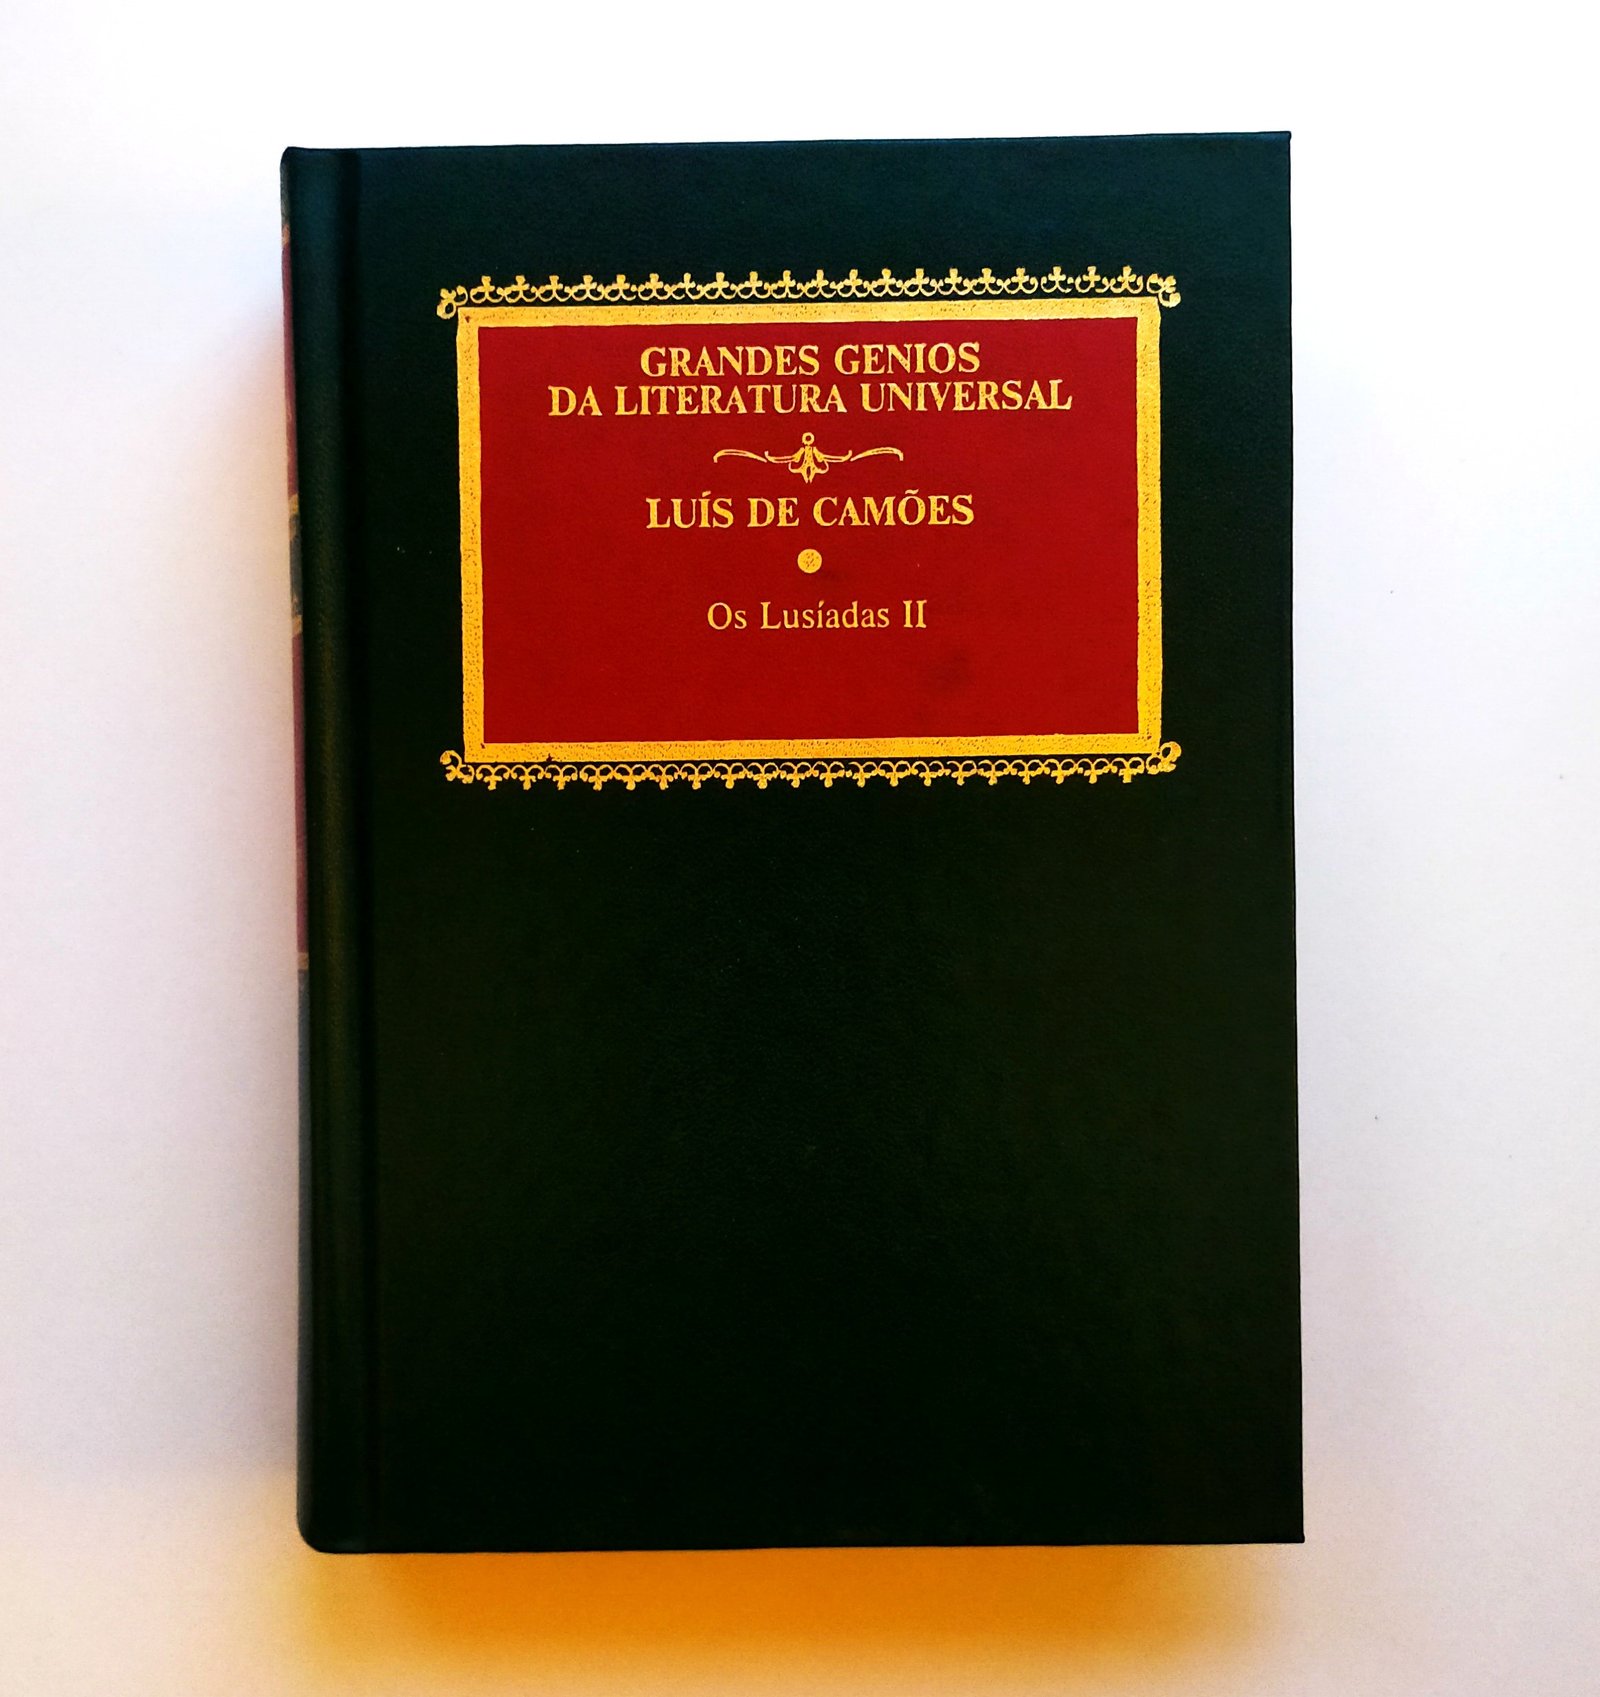 GRANDES GENIOS
DA LITERATURA UNIVERSAL
LUÍS DE CAMÕES
Os Lusíadas II